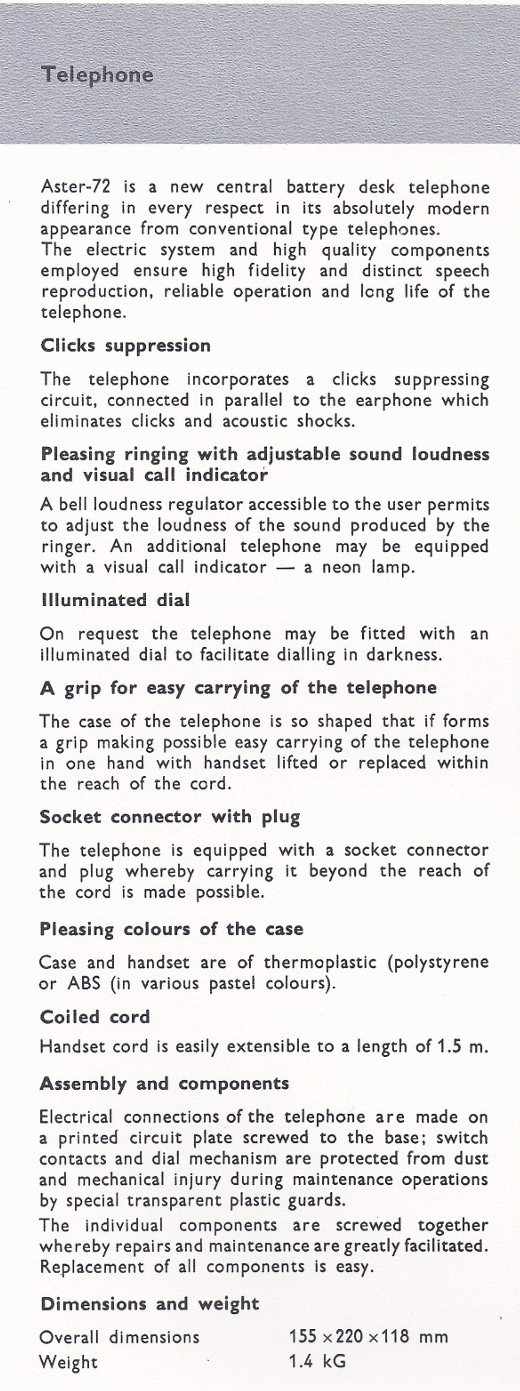 Telephone
Aster-72 is a new central battery desk telephone
differing in every respect in its absolutely modern
appearance from conventional type telephones.
The electric system and high quality components
employed ensure high fidelity and distinct speech
reproduction, reliable operation and long life of the
telephone.
Clicks suppression
The telephone incorporates a clicks suppressing
circuit, connected in parallel to the earphone which
eliminates clicks and acoustic shocks.
Pleasing ringing with adjustable sound loudness
and visual call indicator
A bell loudness regulator accessible to the user permits
to adjust the loudness of the sound produced by the
ringer. An additional telephone may be equipped
with a visual call indicator — a neon lamp.
Illuminated dial
On request the telephone may be fitted with an
illuminated dial to facilitate dialling in darkness.
A grip for easy carrying of the telephone
The case of the telephone is so shaped that if forms
a grip making possible easy carrying of the telephone
in one hand with handset lifted or replaced within
the reach of the cord.
Socket connector with plug
The telephone is equipped with a socket connector
and plug whereby carrying it beyond the reach of
the cord is made possible.
Pleasing colours of the case
Case and handset are of thermoplastic (polystyrene
or ABS (in various pastel colours).
Coiled cord
Handset cord is easily extensible to a length of 1.5 m.
Assembly and components
Electrical connections of the telephone are made on
a printed circuit plate screwed to the base; switch
contacts and dial mechanism are protected from dust
and mechanical injury during maintenance operations
by special transparent plastic guards.
The individual components are screwed together
whereby repairs and maintenance are greatly facilitated.
Replacement of all components is easy.
Dimensions and weight
Overall dimensions 155 x 220 x 118 mm
Weight 1.4 kG